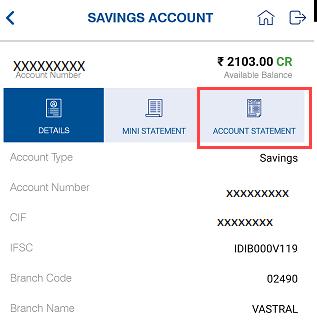 SAVINGS ACCOUNT
XXXXXXXXX ₹ 2103.00 CR
Account Number Available Balance
DETAILS MINI STATEMENT ACCOUNT STATEMENT
Account Type Savings
Account Number XXXXXXXXX
CIF XXXXXXXX
IFSC IDIB000V119
Branch Code 02490
Branch Name VASTRAL